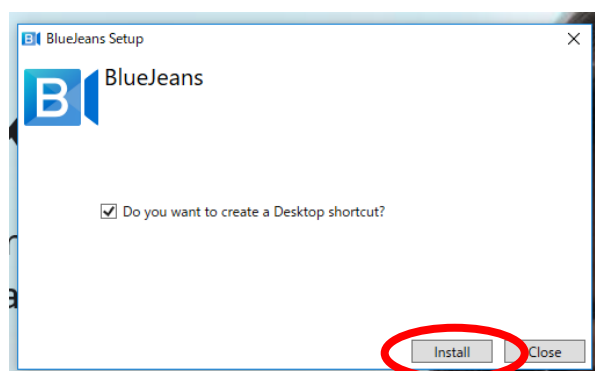 BlueJeans Setup
B
BlueJeans
Do you want to create a Desktop shortcut?
Install
Close